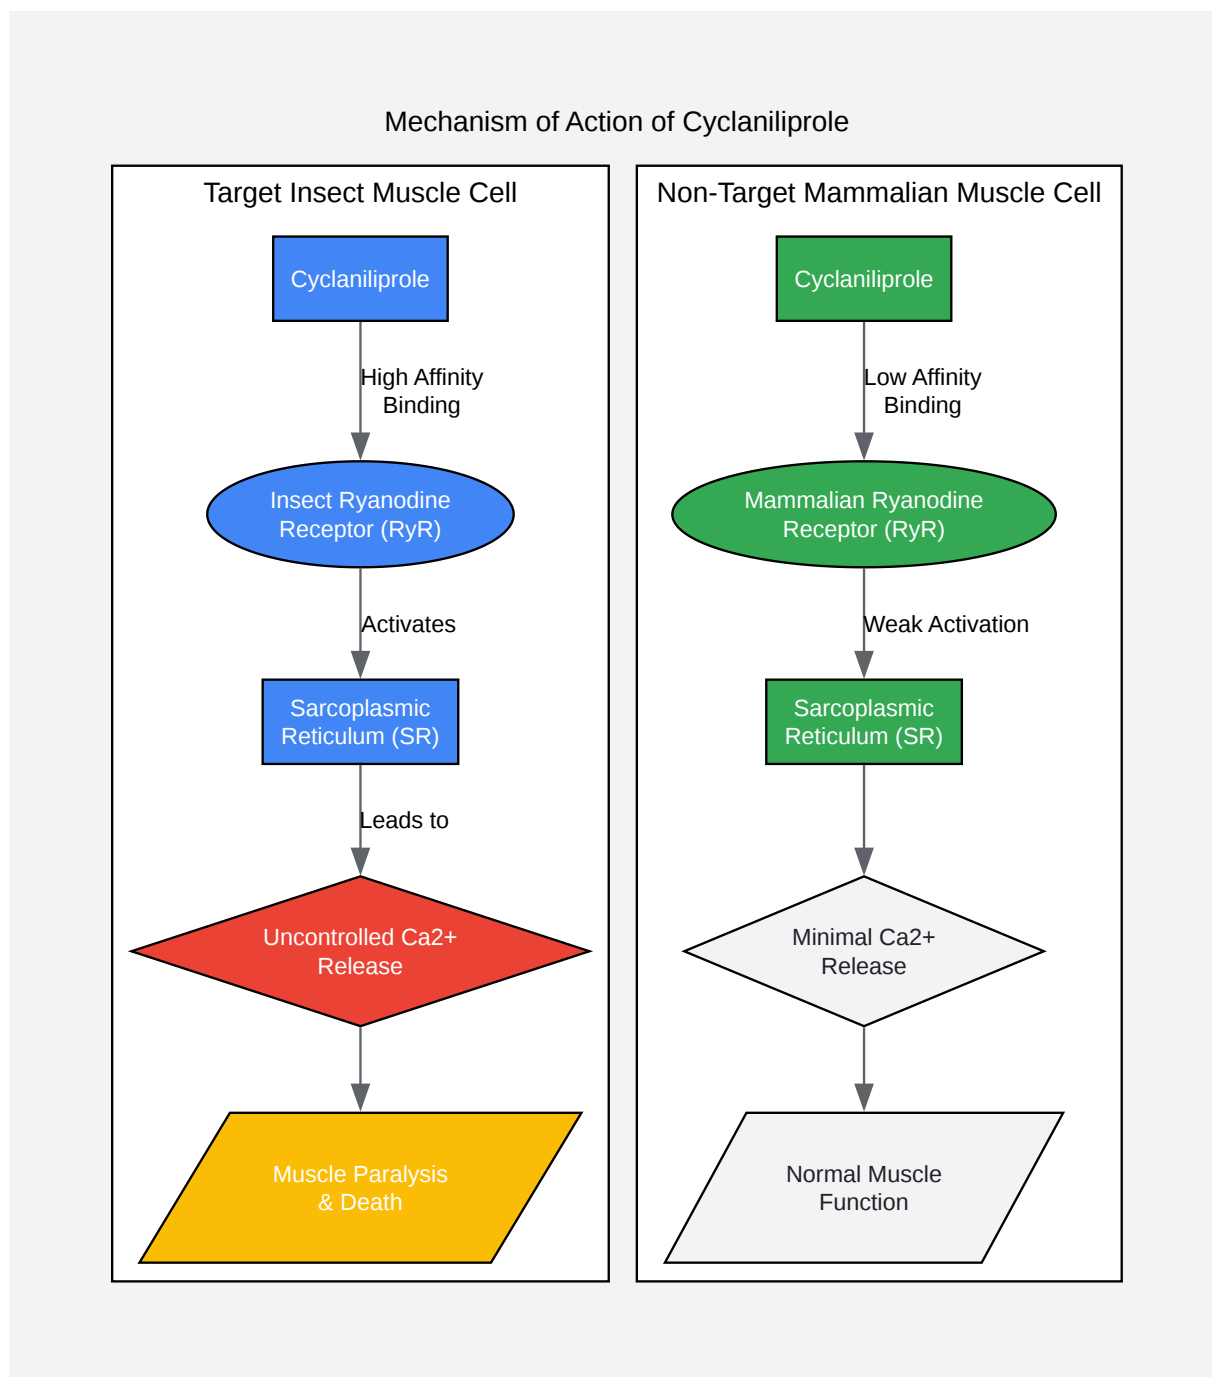 Mechanism of Action of Cyclaniliprole
Target Insect Muscle Cell
Cyclaniliprole
High Affinity
Binding
Insect Ryanodine
Receptor (RyR)
Activates
Sarcoplasmic
Reticulum (SR)
Leads to
Uncontrolled Ca2+
Release
Muscle Paralysis
& Death
Non-Target Mammalian Muscle Cell
Cyclaniliprole
Low Affinity
Binding
Mammalian Ryanodine
Receptor (RyR)
Weak Activation
Sarcoplasmic
Reticulum (SR)
Minimal Ca2+
Release
Normal Muscle
Function